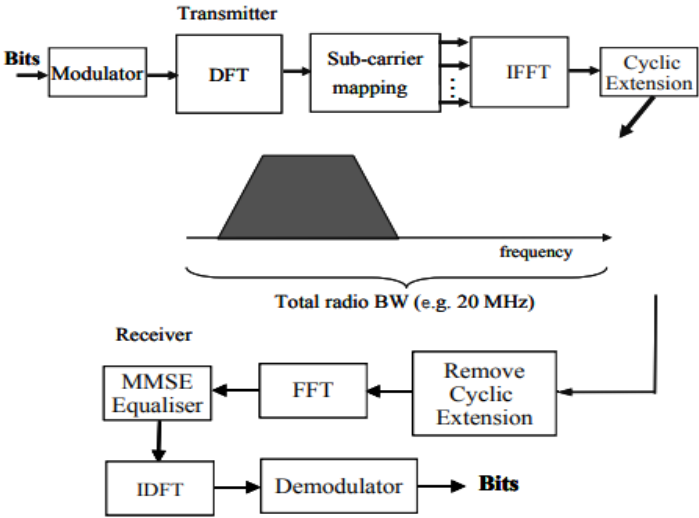 Transmitter
Bits
Modulator
DFT
Sub-carrier
mapping
IFFT
Cyclic
Extension
frequency
Total radio BW (e.g. 20 MHz)
Receiver
MMSE
Equaliser
FFT
Remove
Cyclic
Extension
IDFT
Demodulator
Bits